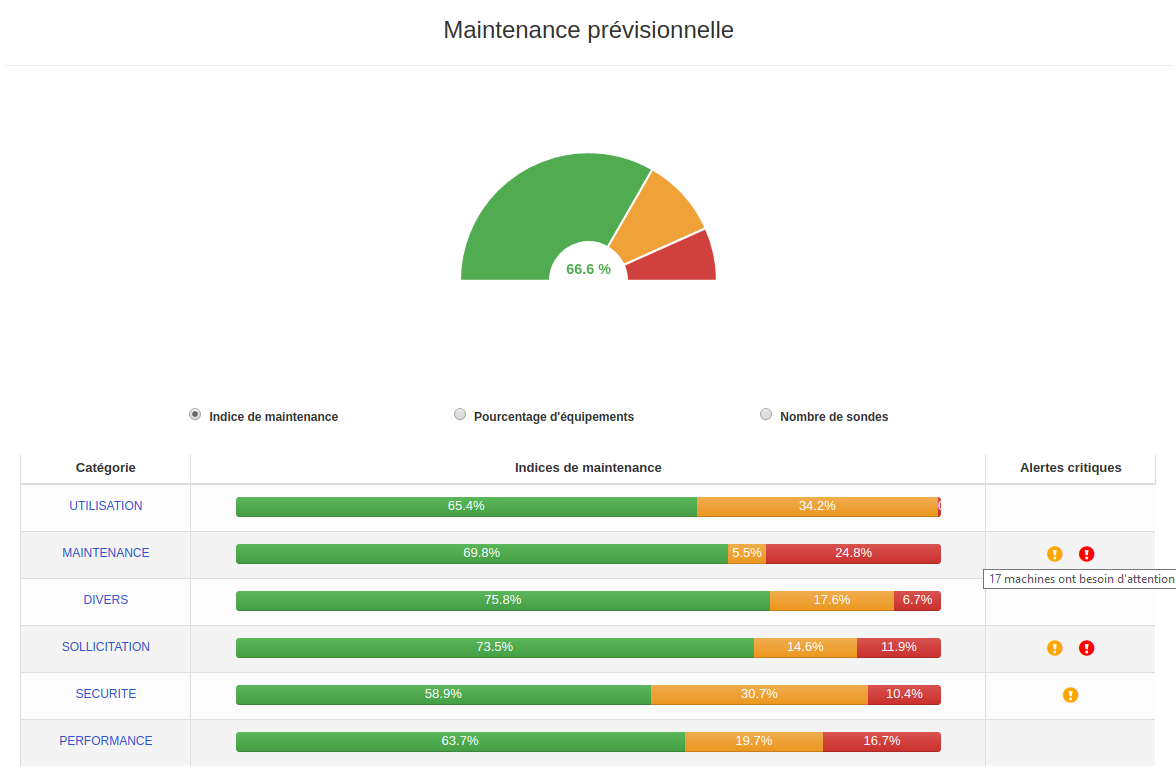 Maintenance prévisionnelle
66.6 %
Indice de maintenance Pourcentage d'équipements Nombre de sondes
Catégorie Indices de maintenance Alertes critiques
UTILISATION 65.4% 34.2%
MAINTENANCE 69.8% 5.5% 24.8%
17 machines ont besoin d'attention
DIVERS 75.8% 17.6% 6.7%
SOLLICITATION 73.5% 14.6% 11.9%
SECURITE 58.9% 30.7% 10.4%
PERFORMANCE 63.7% 19.7% 16.7%